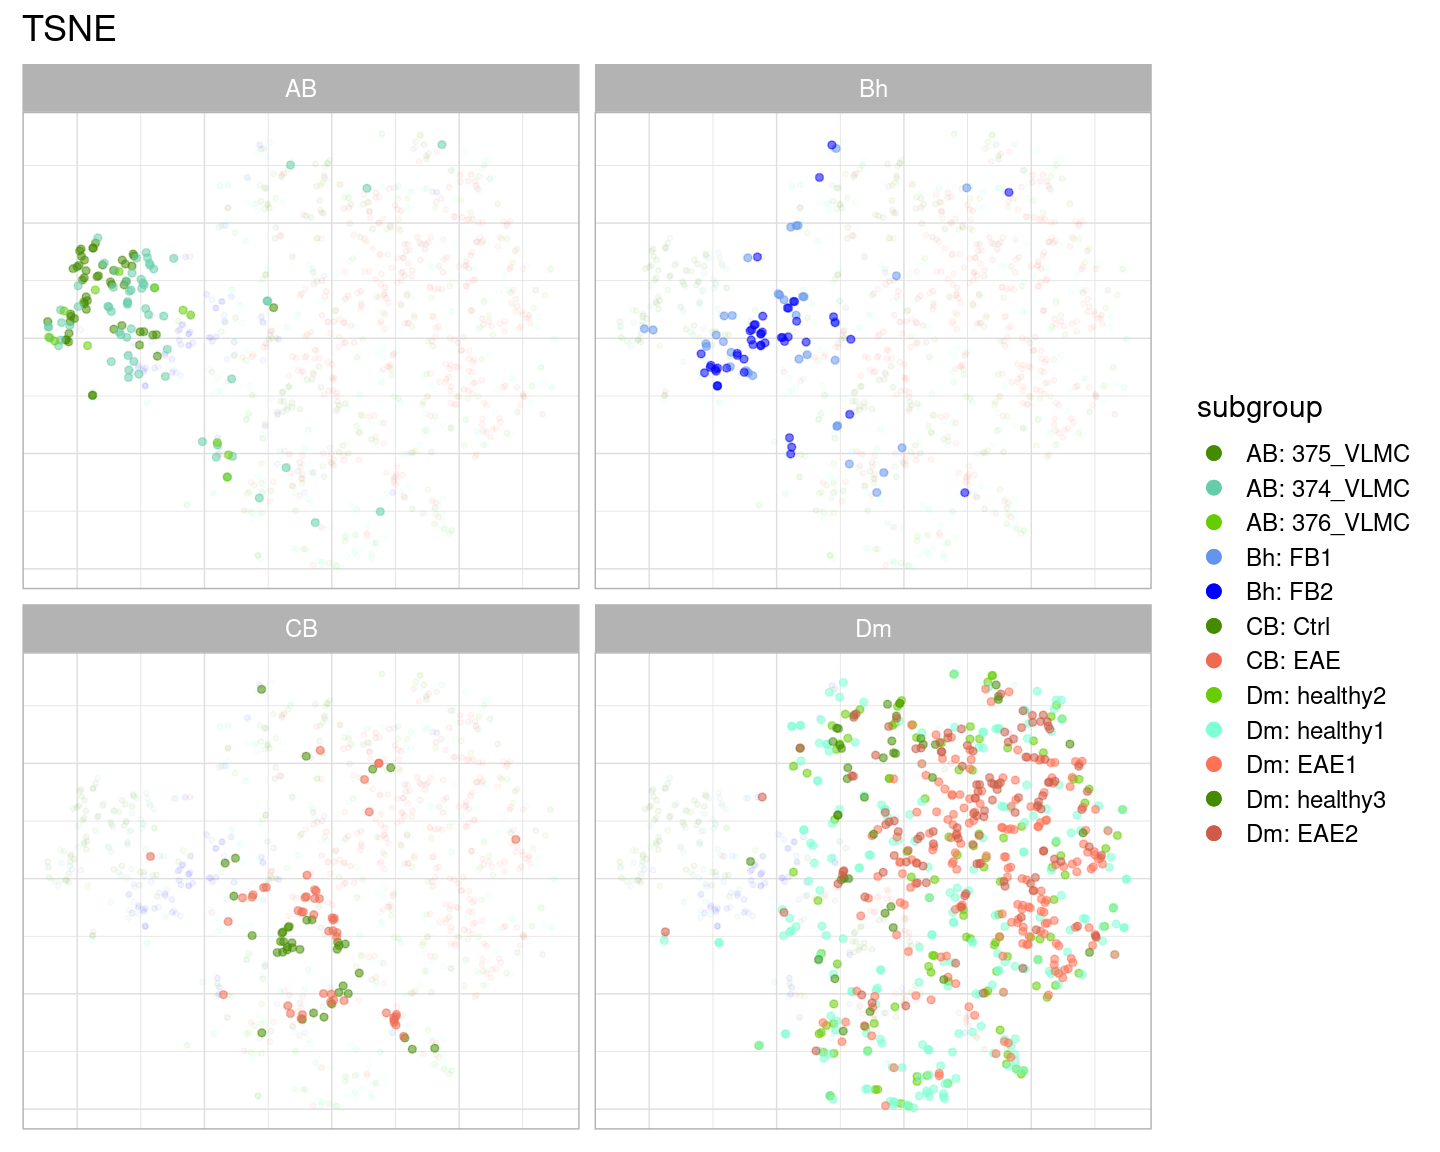 TSNE
AB
Bh
CB
Dm
subgroup
AB: 375_VLMC
AB: 374_VLMC
AB: 376_VLMC
Bh: FB1
Bh: FB2
CB: Ctrl
CB: EAE
Dm: healthy2
Dm: healthy1
Dm: EAE1
Dm: healthy3
Dm: EAE2